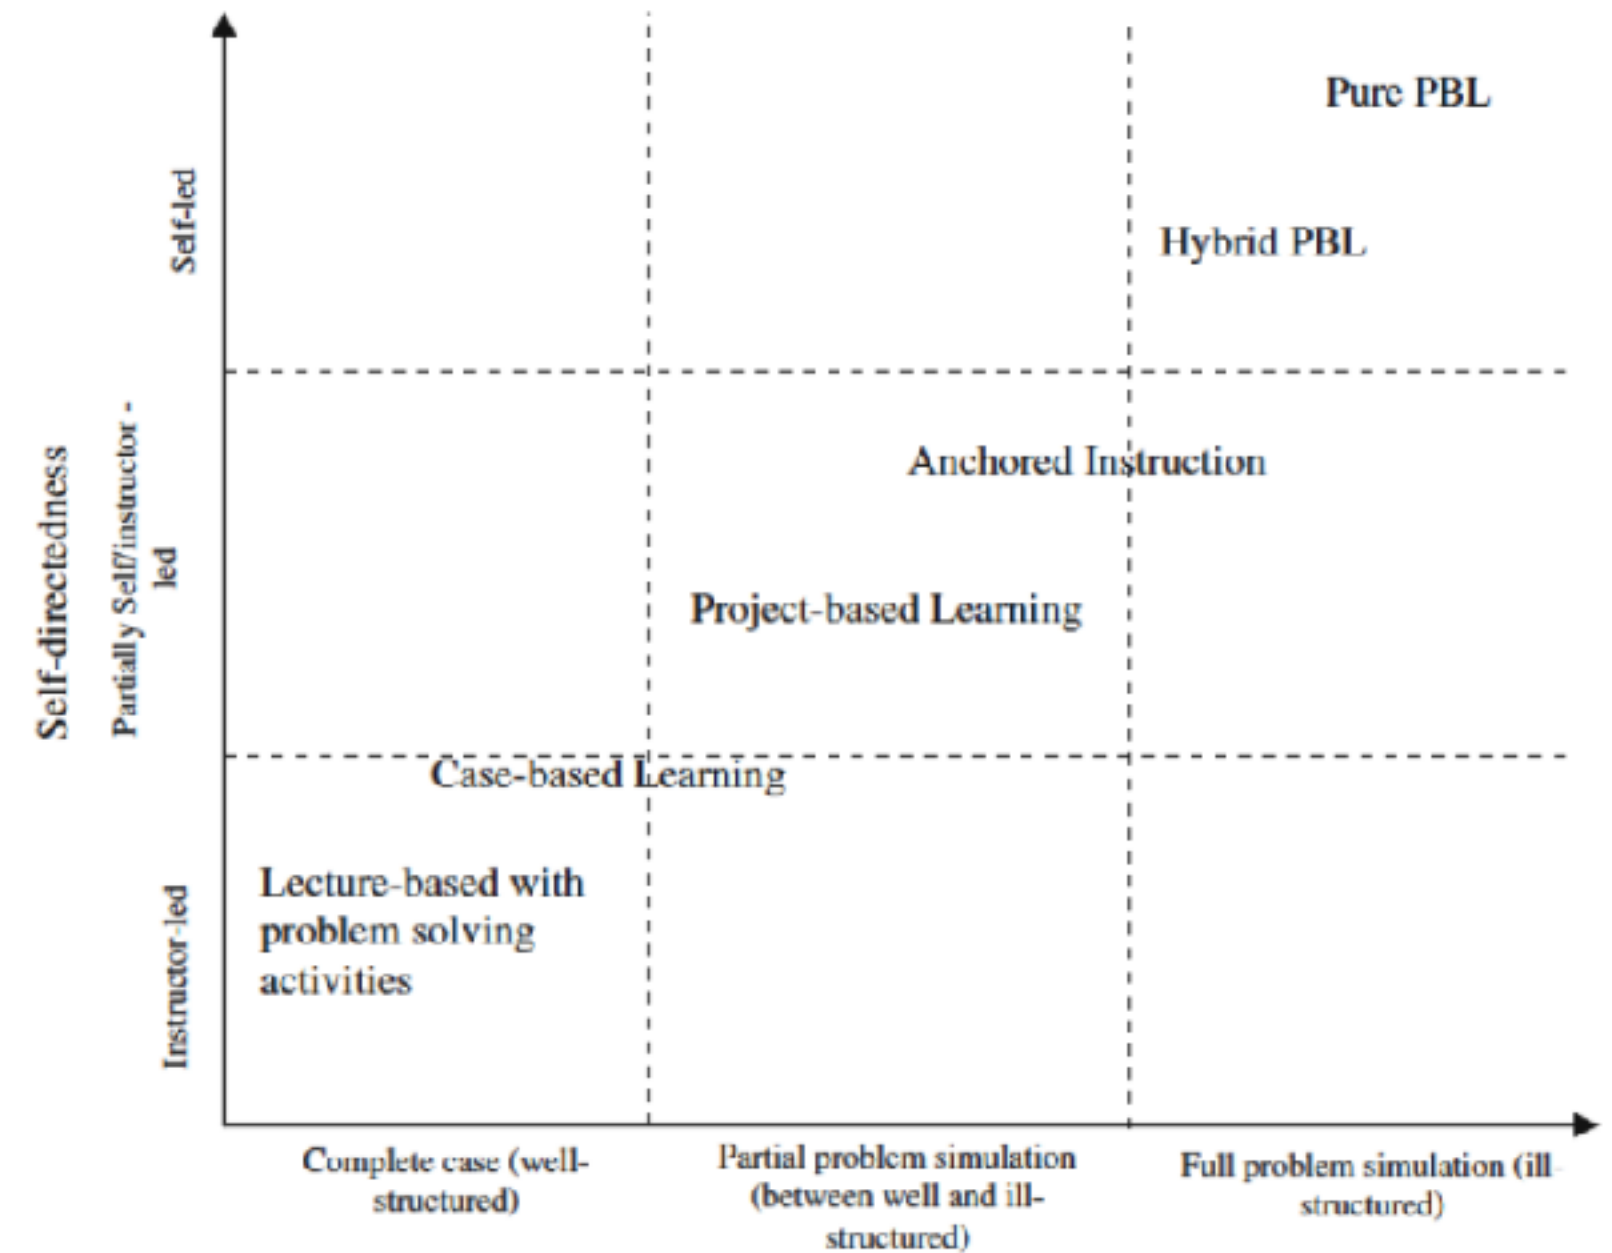 Pure PBL
Self-led
Hybrid PBL
Anchored Instruction
Self-directedness
Partially Self/instructor -
led
Project-based Learning
Case-based Learning
Lecture-based with
problem solving
activities
Instructor-led
Complete case (well-
structured)
Partial problem simulation
(between well and ill-
structured)
Full problem simulation (ill-
structured)